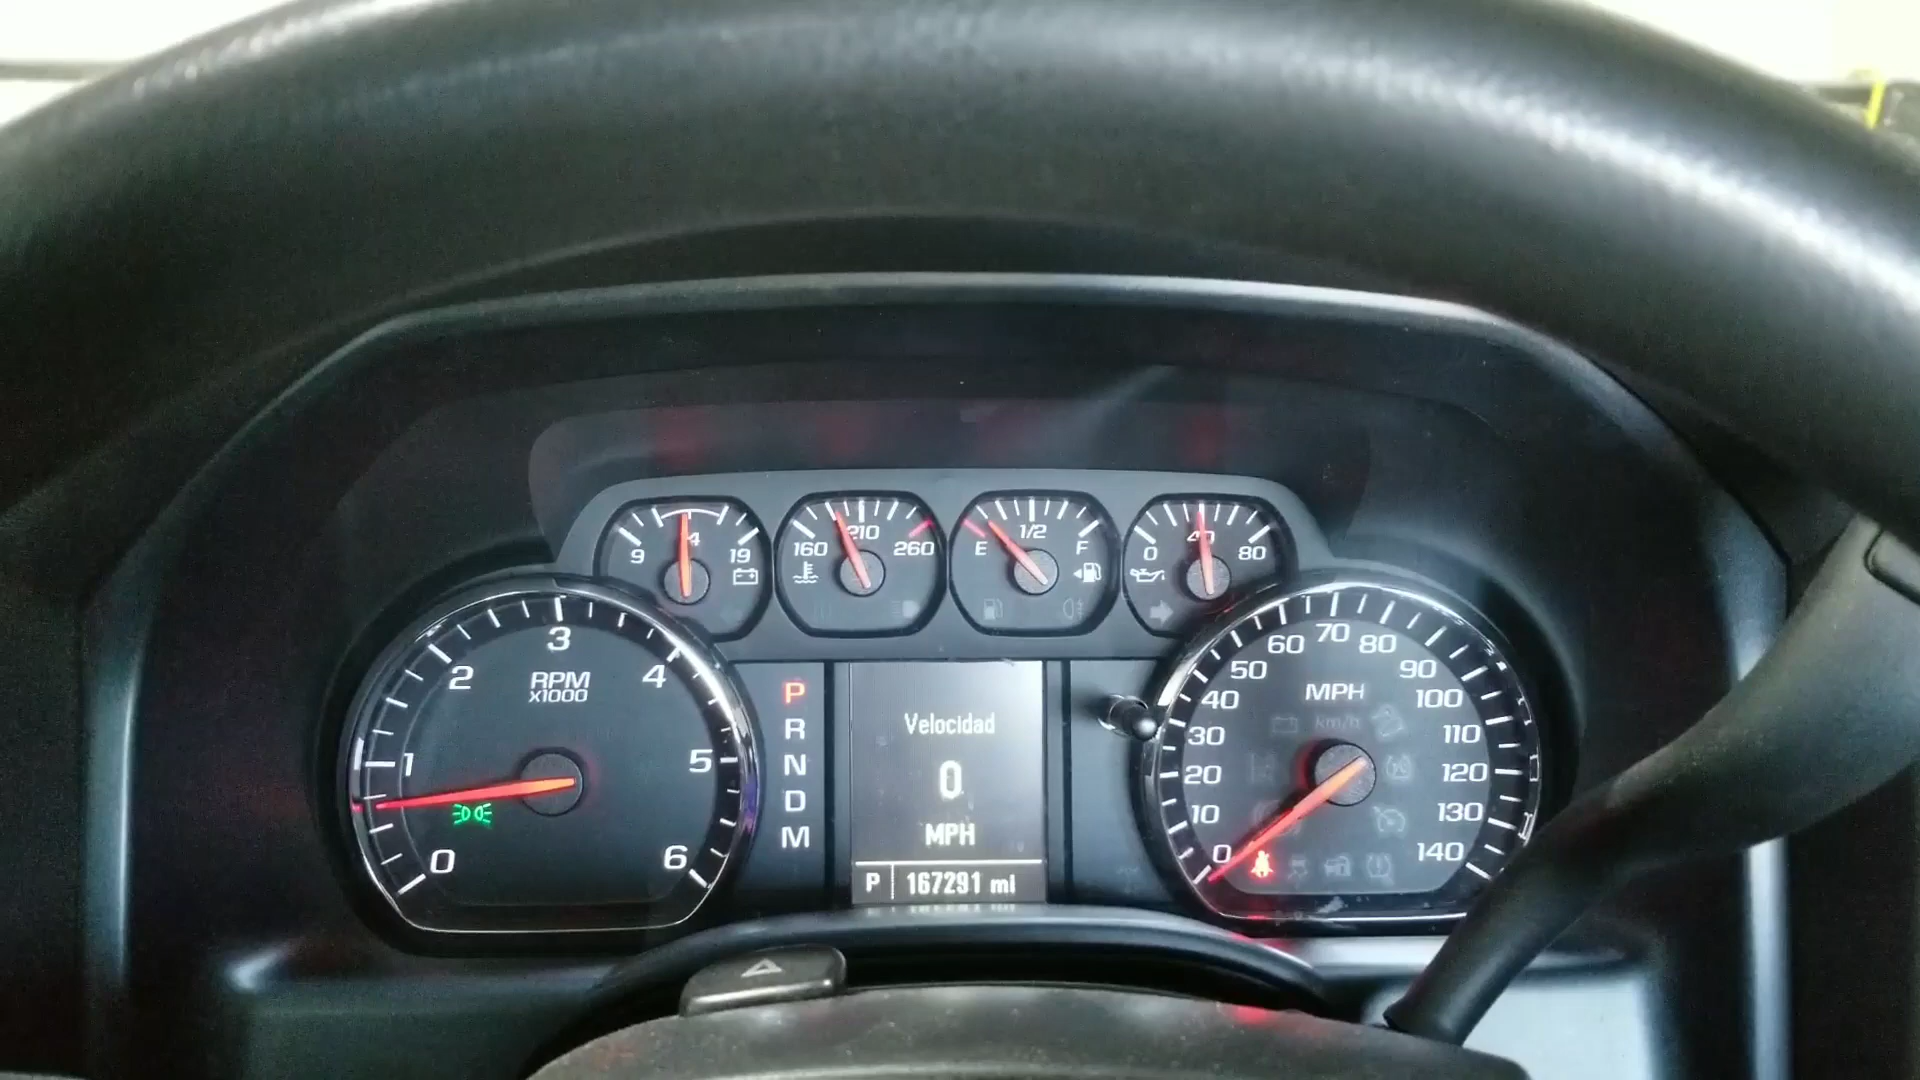 9 14 19
160 210 260
E 1/2 F
0 40 80
RPM
X1000
0 1 2 3 4 5 6
P
R
N
D
M
Velocidad
0
MPH
P 167291 mi
MPH
km/h
0 10 20 30 40 50 60 70 80 90 100 110 120 130 140